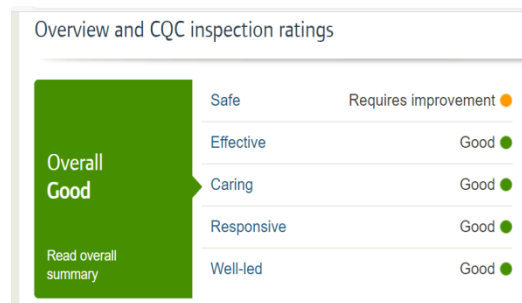 Overview and CQC inspection ratings
Overall
Good
Read overall
summary
Safe Requires improvement
Effective Good
Caring Good
Responsive Good
Well-led Good